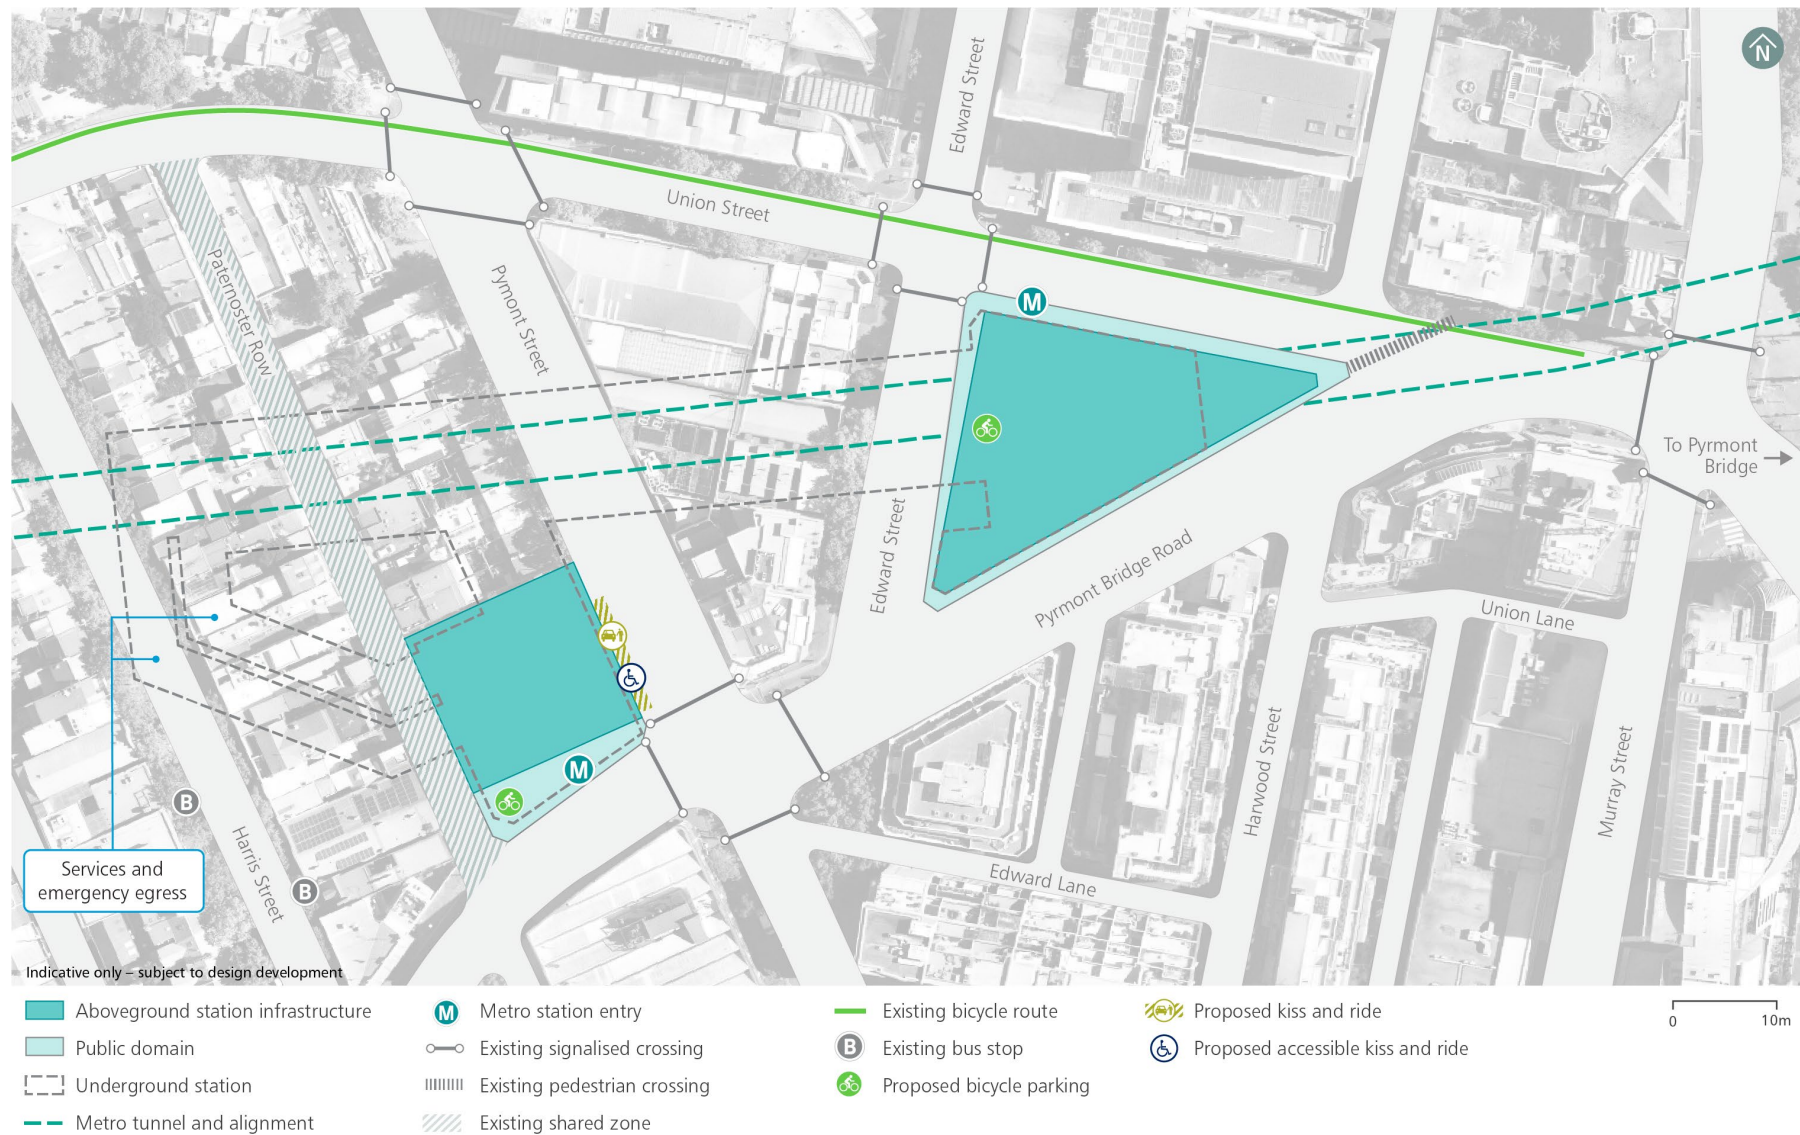 N
Edward Street
Union Street
Paternoster Row
Pymont Street
M
To Pyrmont
Bridge
Edward Street
Pyrmont Bridge Road
Union Lane
M
Harwood Street
Murray Street
B
Harris Street
B
Services and
emergency egress
Edward Lane
Indicative only – subject to design development
Aboveground station infrastructure
Public domain
Underground station
Metro tunnel and alignment
M Metro station entry
Existing signalised crossing
Existing pedestrian crossing
Existing shared zone
Existing bicycle route
B Existing bus stop
Proposed bicycle parking
Proposed kiss and ride
Proposed accessible kiss and ride
0 10m